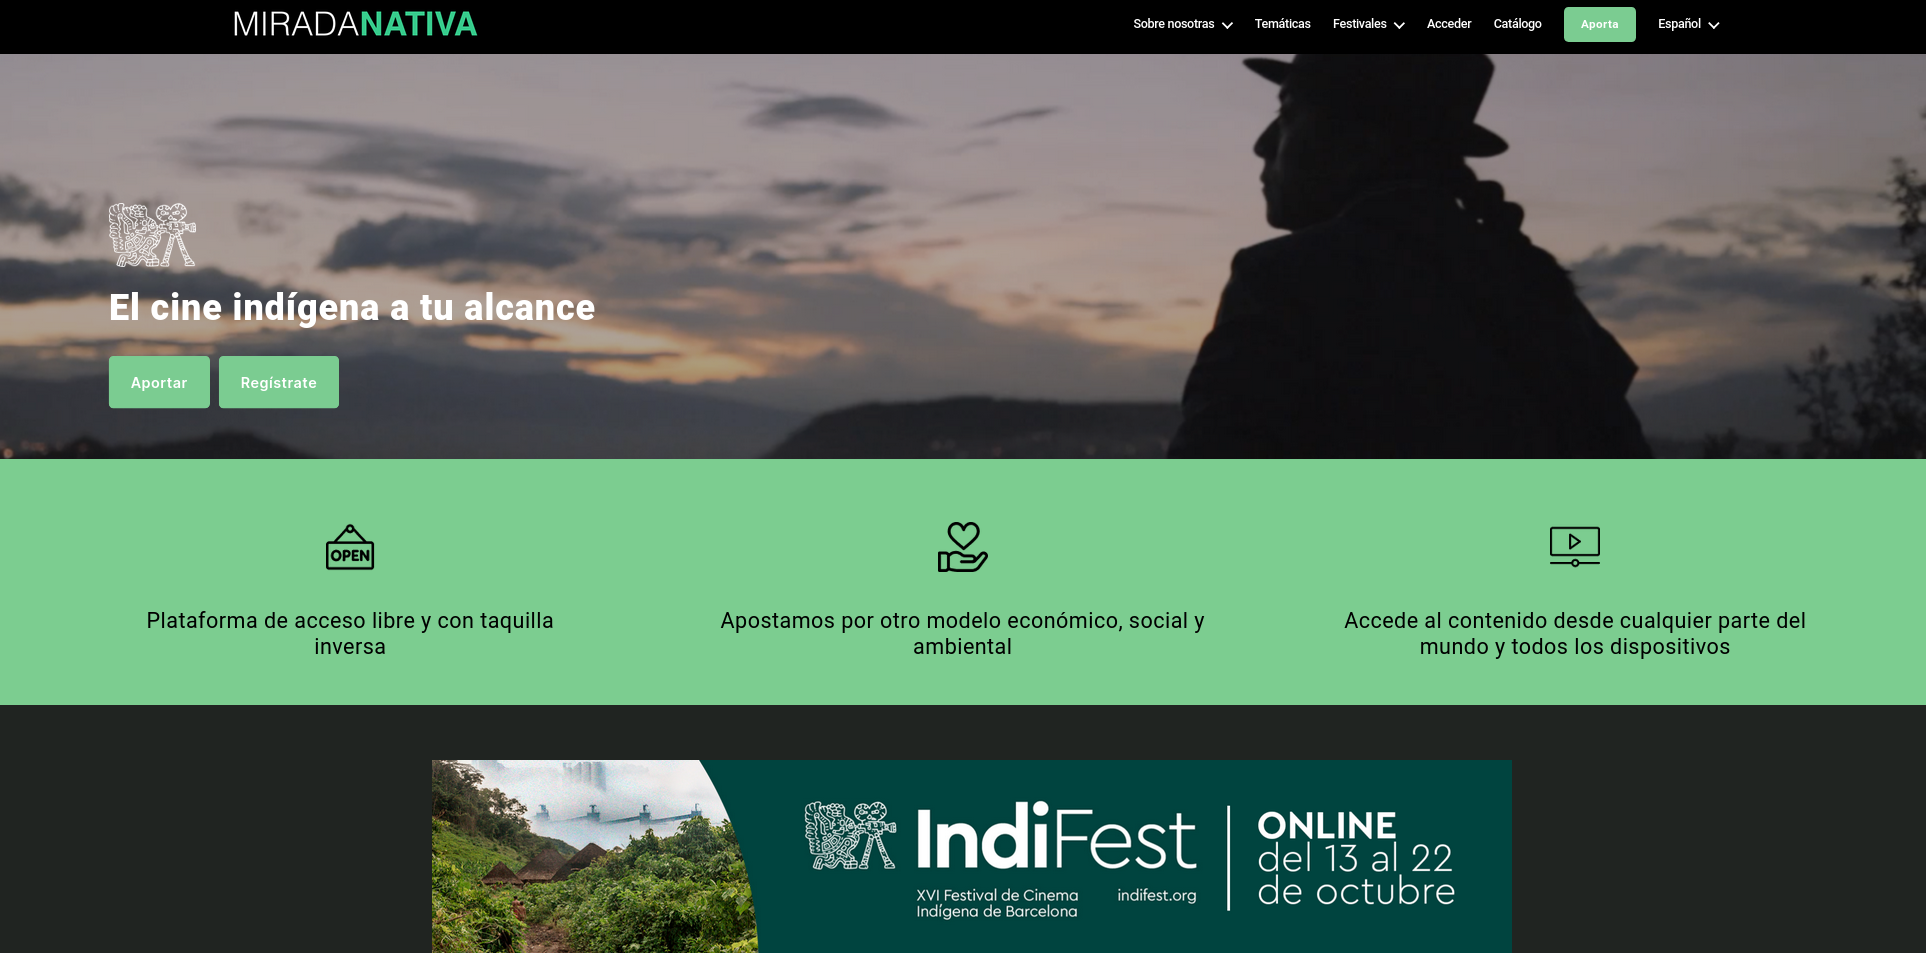 MIRADANATIVA
Sobre nosotras
Temáticas
Festivales
Acceder
Catálogo
Aporta
Español
El cine indígena a tu alcance
Aportar
Regístrate
OPEN
Plataforma de acceso libre y con taquilla
inversa
Apostamos por otro modelo económico, social y
ambiental
Accede al contenido desde cualquier parte del
mundo y todos los dispositivos
IndiFest
XVI Festival de Cinema
Indígena de Barcelona
indifest.org
ONLINE
del 13 al 22
de octubre